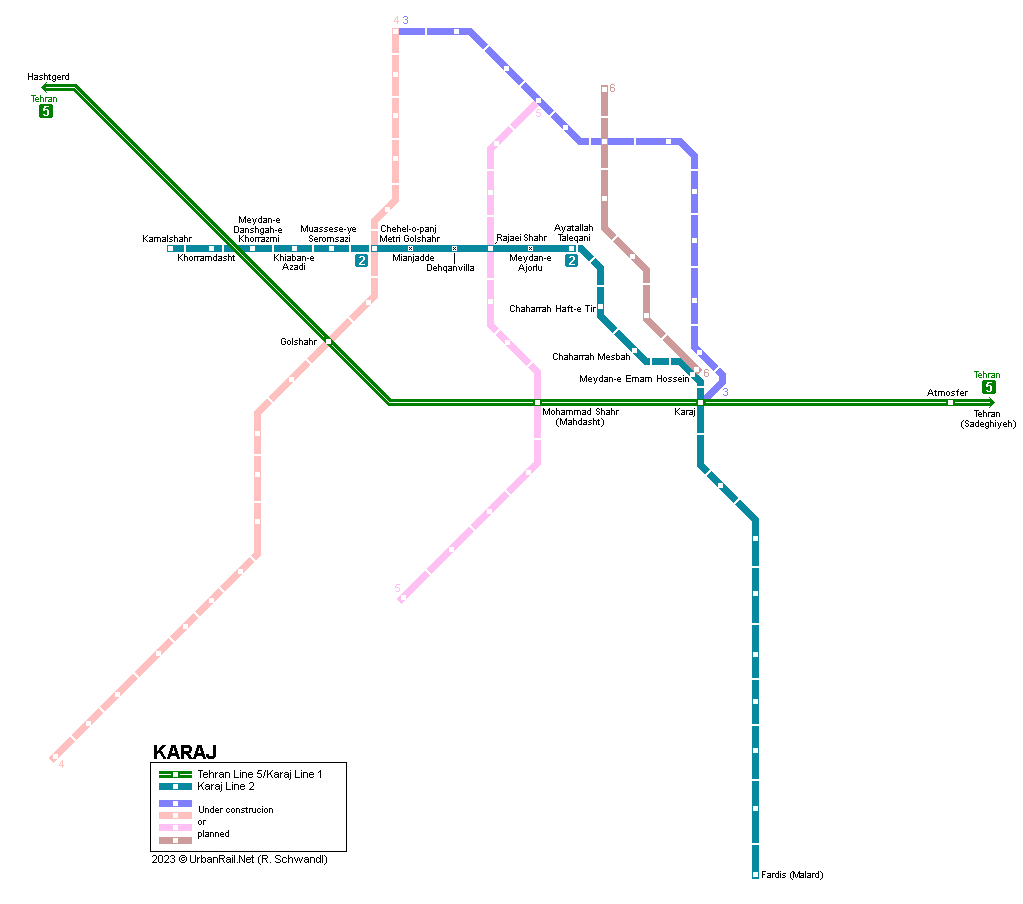 4 3
Hashtgerd
Tehran
5
6
5
Kamalshahr
Khorramdasht
Meydan-e
Danshgah-e
Khorrazmi
Khiaban-e
Azadi
Muassese-ye
Seromsazi
2
Chehel-o-panj
Metri Golshahr
Mianjadde
Dehqanvilla
Rajaei Shahr
Meydan-e
Ajorlu
Ayatallah
Taleqani
2
Chaharrah Haft-e Tir
Golshahr
Chaharrah Mesbah
Meydan-e Emam Hossein
6
3
Mohammad Shahr
(Mahdasht)
Karaj
Atmosfer
Tehran
5
Tehran
(Sadeghiyeh)
5
4
Fardis (Malard)
KARAJ
Tehran Line 5/Karaj Line 1
Karaj Line 2
Under construcion
or
planned
2023 © UrbanRail.Net (R. Schwandl)